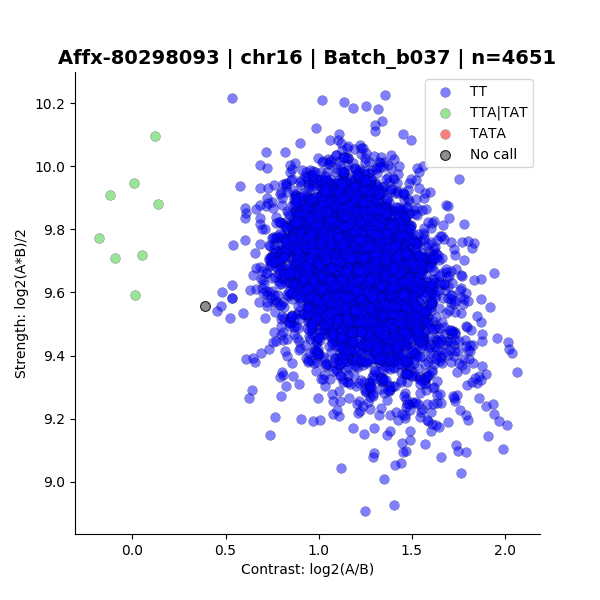 Affx-80298093 | chr16 | Batch_b037 | n=4651
TT
TTA|TAT
TATA
No call
10.2
10.0
9.8
9.6
9.4
9.2
9.0
Strength: log2(A*B)/2
0.0
0.5
1.0
1.5
2.0
Contrast: log2(A/B)